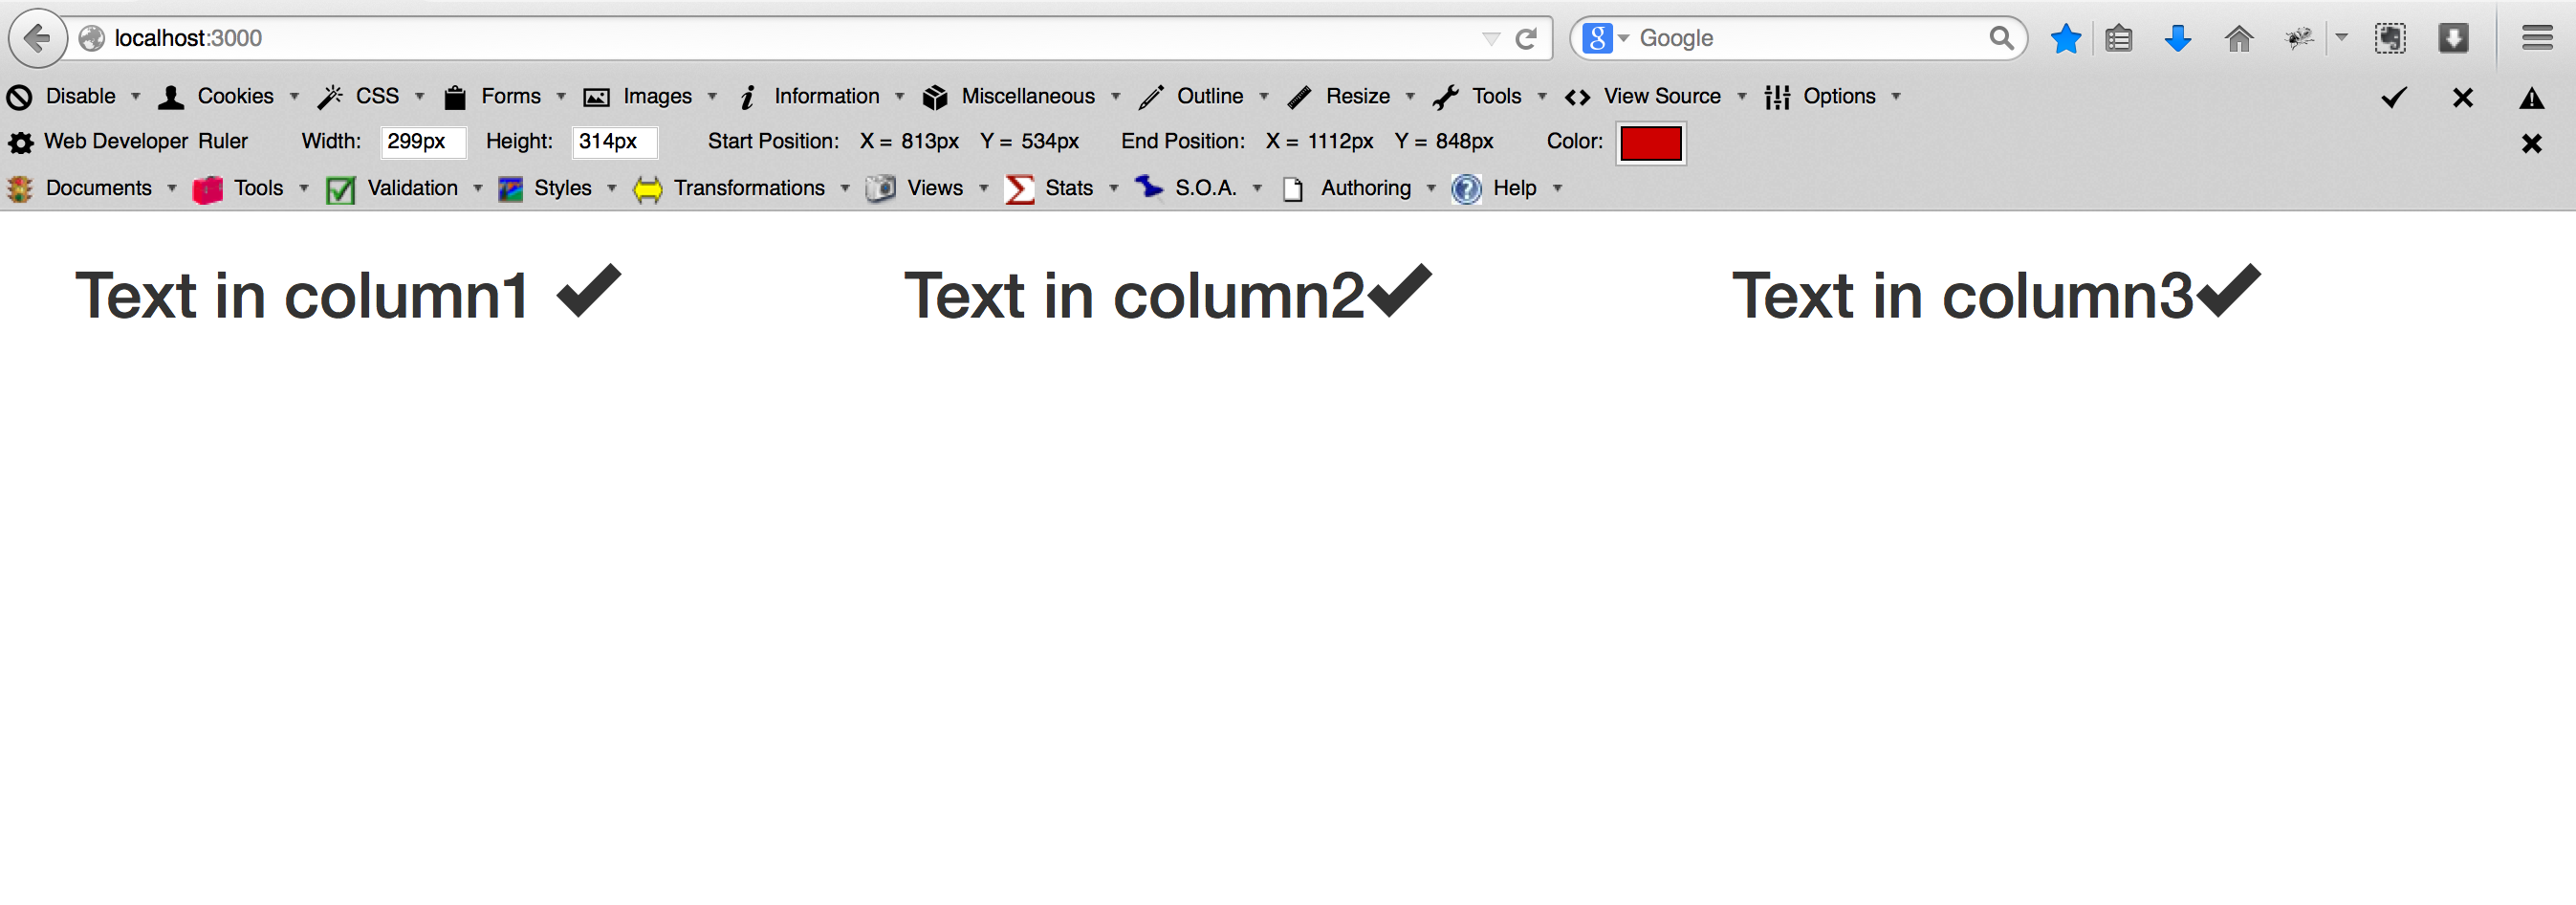 localhost:3000 Google
Disable Cookies CSS Forms Images Information Miscellaneous Outline Resize Tools View Source Options
Web Developer Ruler Width: 299px Height: 314px Start Position: X = 813px Y = 534px End Position: X = 1112px Y = 848px Color:
Documents Tools Validation Styles Transformations Views Stats S.O.A. Authoring Help
Text in column1 ✔ Text in column2✔ Text in column3✔